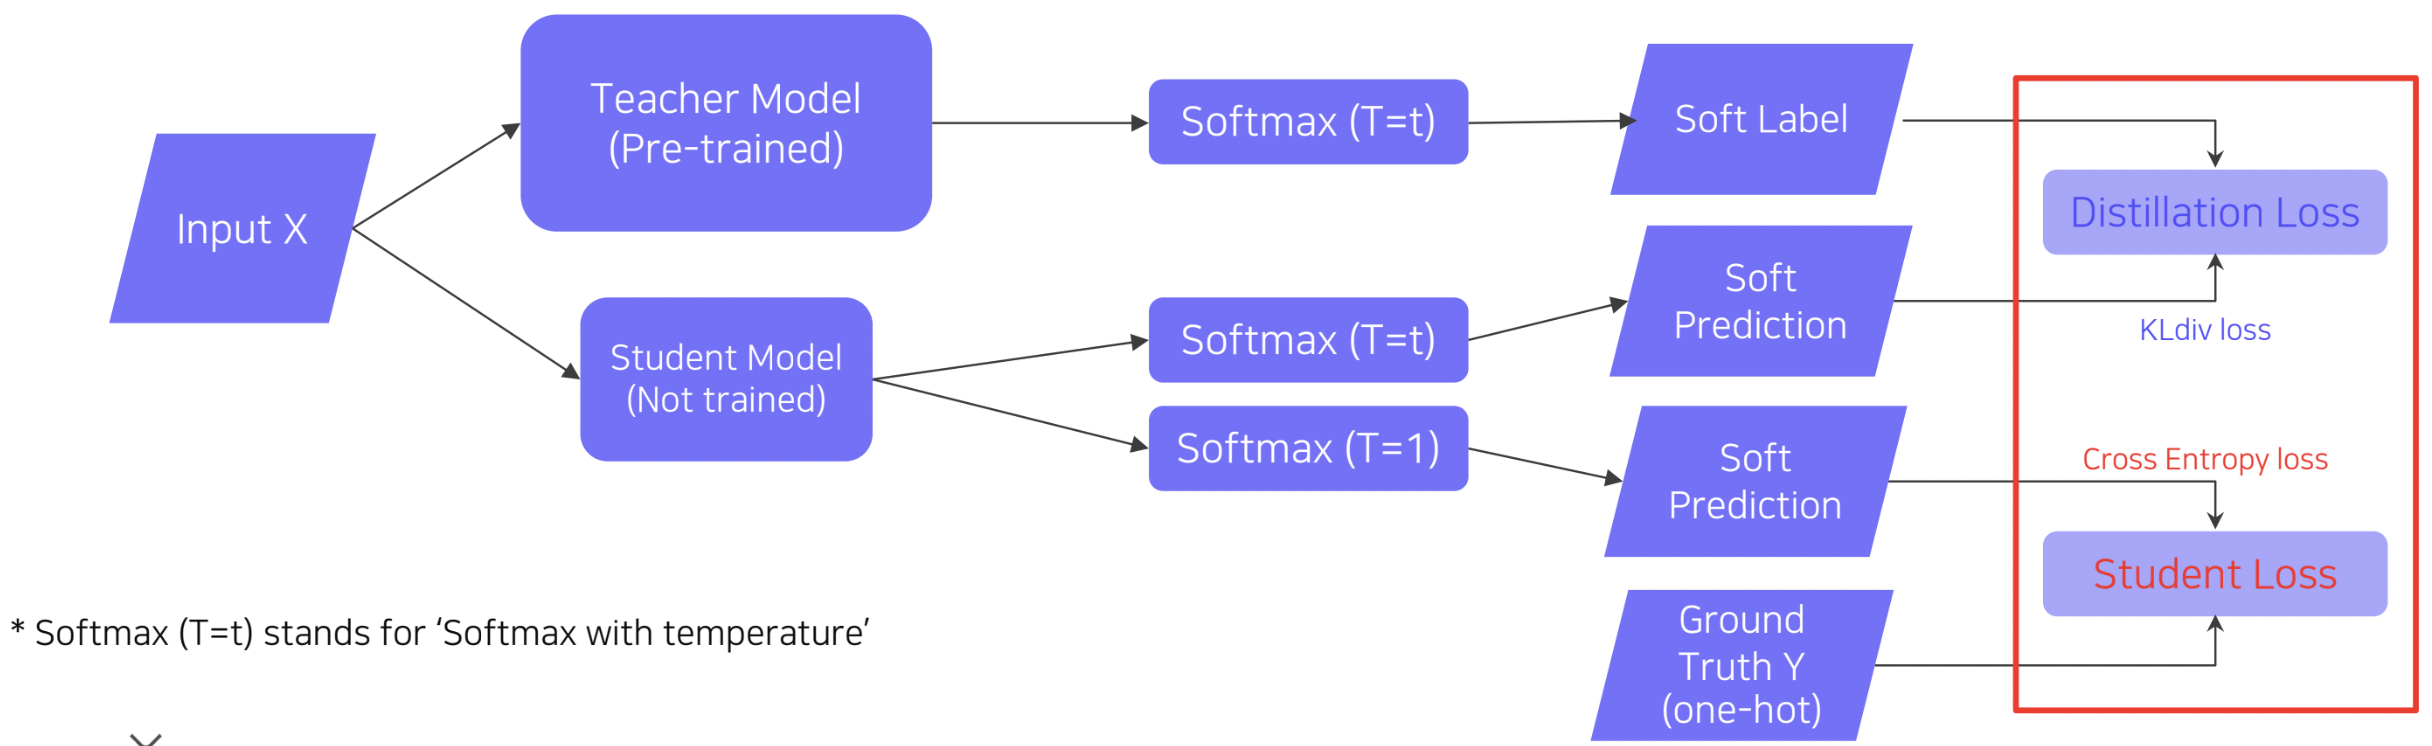 Input X
Teacher Model
(Pre-trained)
Softmax (T=t)
Soft Label
Distillation Loss
KLdiv loss
Student Model
(Not trained)
Softmax (T=t)
Soft
Prediction
Softmax (T=1)
Soft
Prediction
Cross Entropy loss
Student Loss
Ground
Truth Y
(one-hot)
* Softmax (T=t) stands for ‘Softmax with temperature’